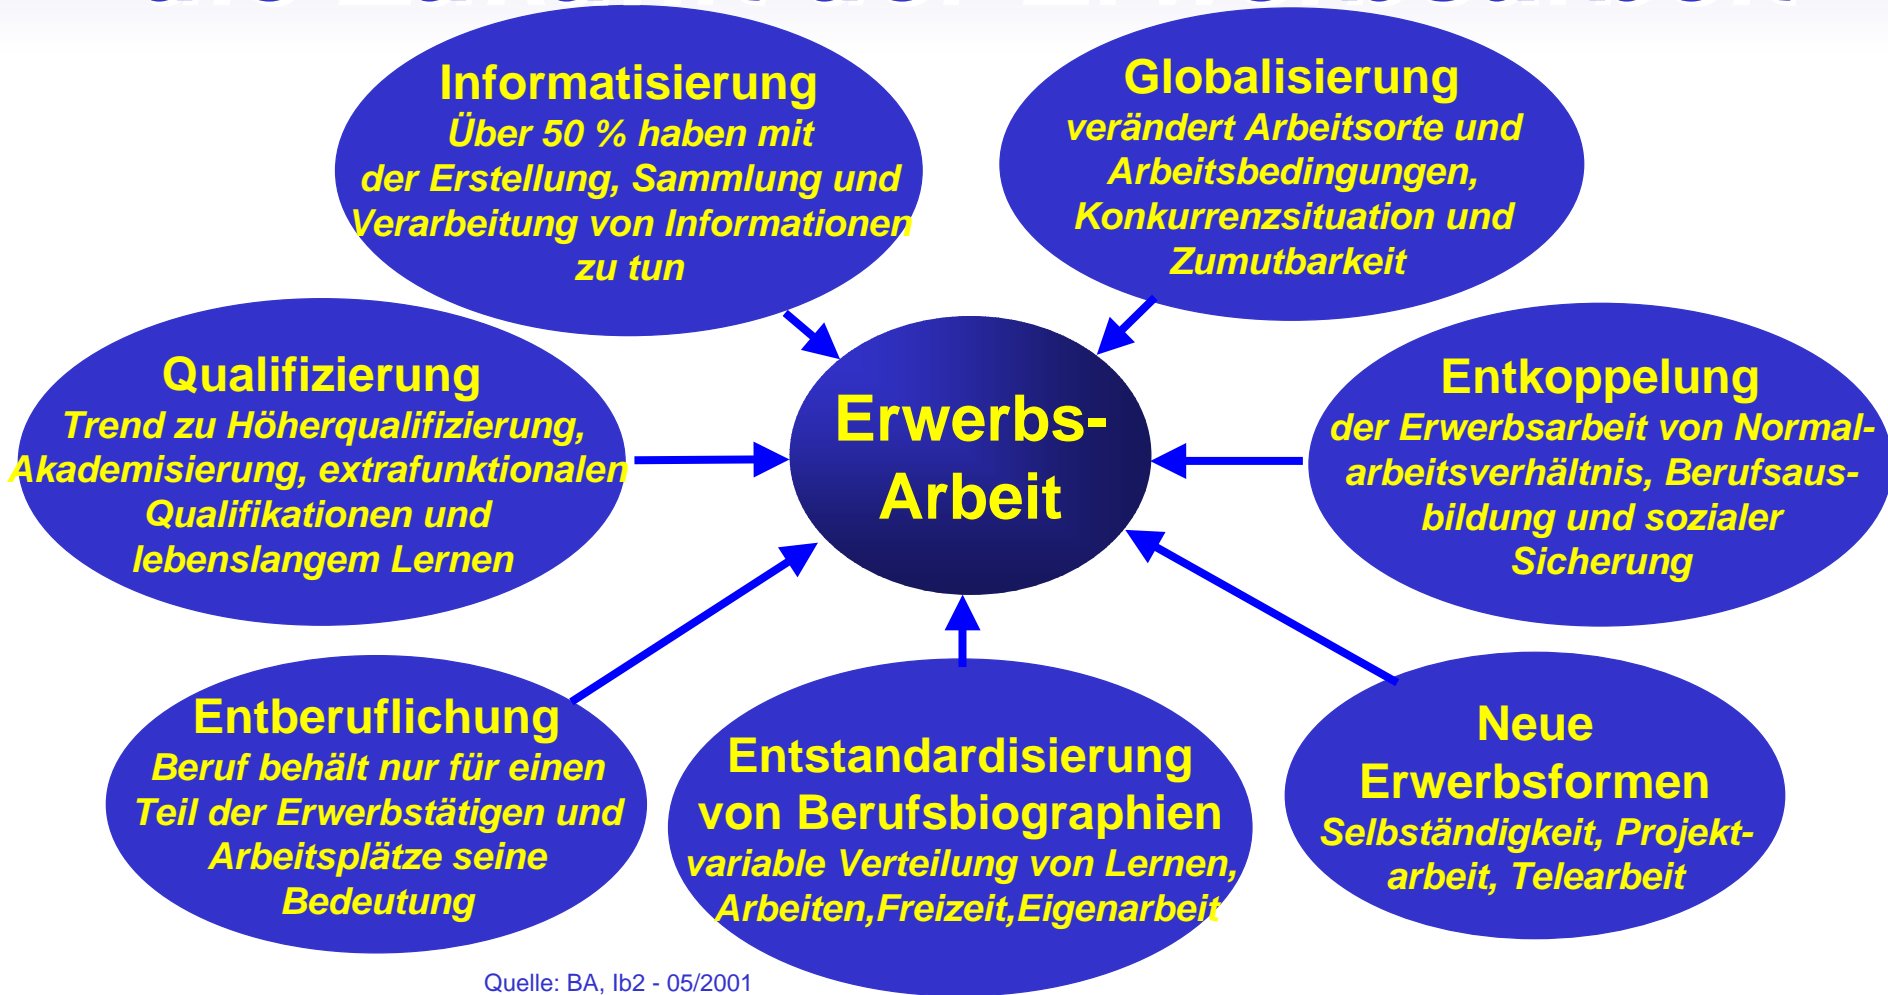 die Zukunft der Erwerbsarbeit
Informatisierung
Über 50 % haben mit
der Erstellung, Sammlung und
Verarbeitung von Informationen
zu tun
Globalisierung
verändert Arbeitsorte und
Arbeitsbedingungen,
Konkurrenzsituation und
Zumutbarkeit
Qualifizierung
Trend zu Höherqualifizierung,
Akademisierung, extrafunktionalen
Qualifikationen und
lebenslangem Lernen
Erwerbs-
Arbeit
Entkoppelung
der Erwerbsarbeit von Normal-
arbeitsverhältnis, Berufsaus-
bildung und sozialer
Sicherung
Entberuflichung
Beruf behält nur für einen
Teil der Erwerbstätigen und
Arbeitsplätze seine
Bedeutung
Entstandardisierung
von Berufsbiographien
variable Verteilung von Lernen,
Arbeiten,Freizeit,Eigenarbeit
Neue
Erwerbsformen
Selbständigkeit, Projekt-
arbeit, Telearbeit
Quelle: BA, Ib2 - 05/2001